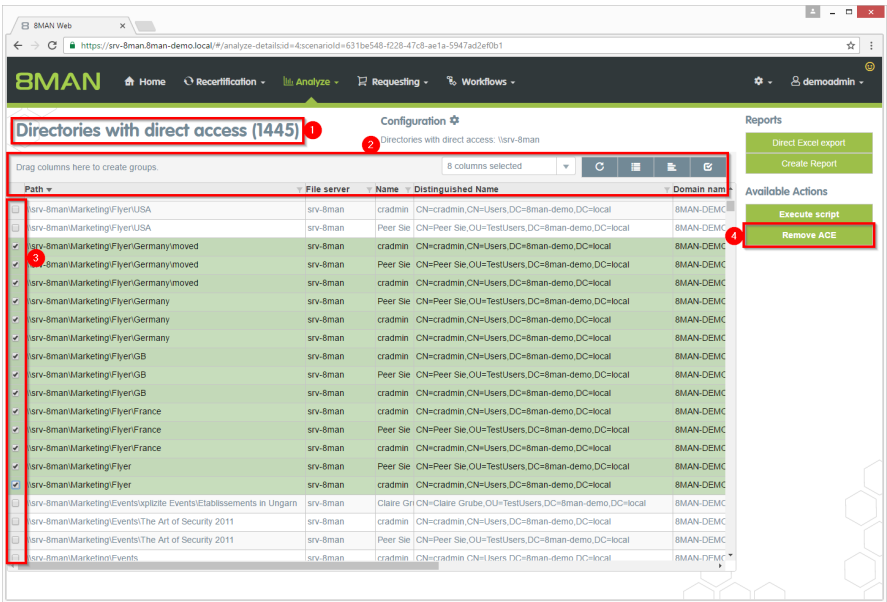 8MAN Web
https://srv-8man.8man-demo.local/#/analyze-details;id=4;scenarioId=631be548-f228-47c8-ae1a-5947ad2ef0b1
8MAN Home Recertification Analyze Requesting Workflows demoadmin
Directories with direct access (1445) 1
Configuration
2 Directories with direct access: \\srv-8man
Reports
Direct Excel export
Create Report
Available Actions
Execute script
4 Remove ACE
Drag columns here to create groups. 8 columns selected
Path File server Name Distinguished Name Domain nam
\\srv-8man\Marketing\Flyer\USA srv-8man cradmin CN=cradmin,CN=Users,DC=8man-demo,DC=local 8MAN-DEMO
\\srv-8man\Marketing\Flyer\USA srv-8man Peer Sie CN=Peer Sie,OU=TestUsers,DC=8man-demo,DC=local 8MAN-DEMO
\\srv-8man\Marketing\Flyer\Germany\moved srv-8man cradmin CN=cradmin,CN=Users,DC=8man-demo,DC=local 8MAN-DEMC
3 \\srv-8man\Marketing\Flyer\Germany\moved srv-8man Peer Sie CN=Peer Sie,OU=TestUsers,DC=8man-demo,DC=local 8MAN-DEMC
\\srv-8man\Marketing\Flyer\Germany\moved srv-8man cradmin CN=cradmin,CN=Users,DC=8man-demo,DC=local 8MAN-DEMC
\\srv-8man\Marketing\Flyer\Germany srv-8man Peer Sie CN=Peer Sie,OU=TestUsers,DC=8man-demo,DC=local 8MAN-DEMC
\\srv-8man\Marketing\Flyer\Germany srv-8man cradmin CN=cradmin,CN=Users,DC=8man-demo,DC=local 8MAN-DEMC
\\srv-8man\Marketing\Flyer\Germany srv-8man cradmin CN=cradmin,CN=Users,DC=8man-demo,DC=local 8MAN-DEMC
\\srv-8man\Marketing\Flyer\GB srv-8man cradmin CN=cradmin,CN=Users,DC=8man-demo,DC=local 8MAN-DEMC
\\srv-8man\Marketing\Flyer\GB srv-8man Peer Sie CN=Peer Sie,OU=TestUsers,DC=8man-demo,DC=local 8MAN-DEMC
\\srv-8man\Marketing\Flyer\GB srv-8man cradmin CN=cradmin,CN=Users,DC=8man-demo,DC=local 8MAN-DEMC
\\srv-8man\Marketing\Flyer\France srv-8man cradmin CN=cradmin,CN=Users,DC=8man-demo,DC=local 8MAN-DEMC
\\srv-8man\Marketing\Flyer\France srv-8man Peer Sie CN=Peer Sie,OU=TestUsers,DC=8man-demo,DC=local 8MAN-DEMC
\\srv-8man\Marketing\Flyer\France srv-8man cradmin CN=cradmin,CN=Users,DC=8man-demo,DC=local 8MAN-DEMC
\\srv-8man\Marketing\Flyer srv-8man Peer Sie CN=Peer Sie,OU=TestUsers,DC=8man-demo,DC=local 8MAN-DEMC
\\srv-8man\Marketing\Flyer srv-8man cradmin CN=cradmin,CN=Users,DC=8man-demo,DC=local 8MAN-DEMC
\\srv-8man\Marketing\Events\xplizite Events\Etablissements in Ungarn srv-8man Claire Gr CN=Claire Grube,OU=TestUsers,DC=8man-demo,DC=local 8MAN-DEMC
\\srv-8man\Marketing\Events\The Art of Security 2011 srv-8man cradmin CN=cradmin,CN=Users,DC=8man-demo,DC=local 8MAN-DEMC
\\srv-8man\Marketing\Events\The Art of Security 2011 srv-8man Peer Sie CN=Peer Sie,OU=TestUsers,DC=8man-demo,DC=local 8MAN-DEMC
\\srv-8man\Marketing\Events srv-8man cradmin CN=cradmin,CN=Users,DC=8man-demo,DC=local 8MAN-DEMC